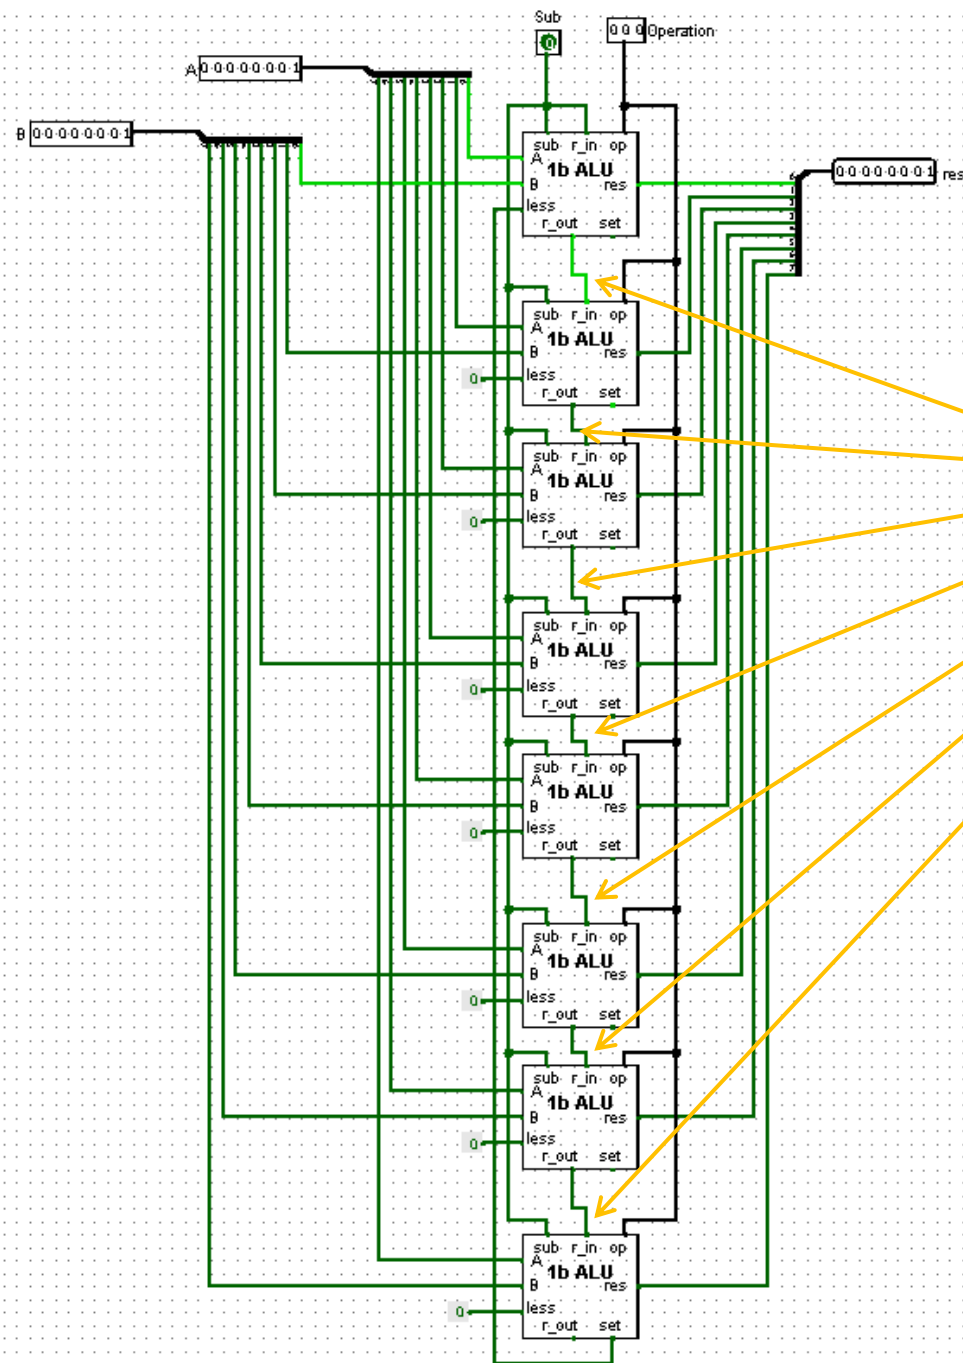 Sub
0 0 0 Operation
A 0 0 0 0 0 0 0 1
B 0 0 0 0 0 0 0 1
0
sub r_in op
A
1b ALU
B res
less
r_out set
0 0 0 0 0 0 0 1 res
sub r_in op
A
1b ALU
B res
0 less
r_out set
sub r_in op
A
1b ALU
B res
0 less
r_out set
sub r_in op
A
1b ALU
B res
0 less
r_out set
sub r_in op
A
1b ALU
B res
0 less
r_out set
sub r_in op
A
1b ALU
B res
0 less
r_out set
sub r_in op
A
1b ALU
B res
0 less
r_out set
sub r_in op
A
1b ALU
B res
0 less
r_out set